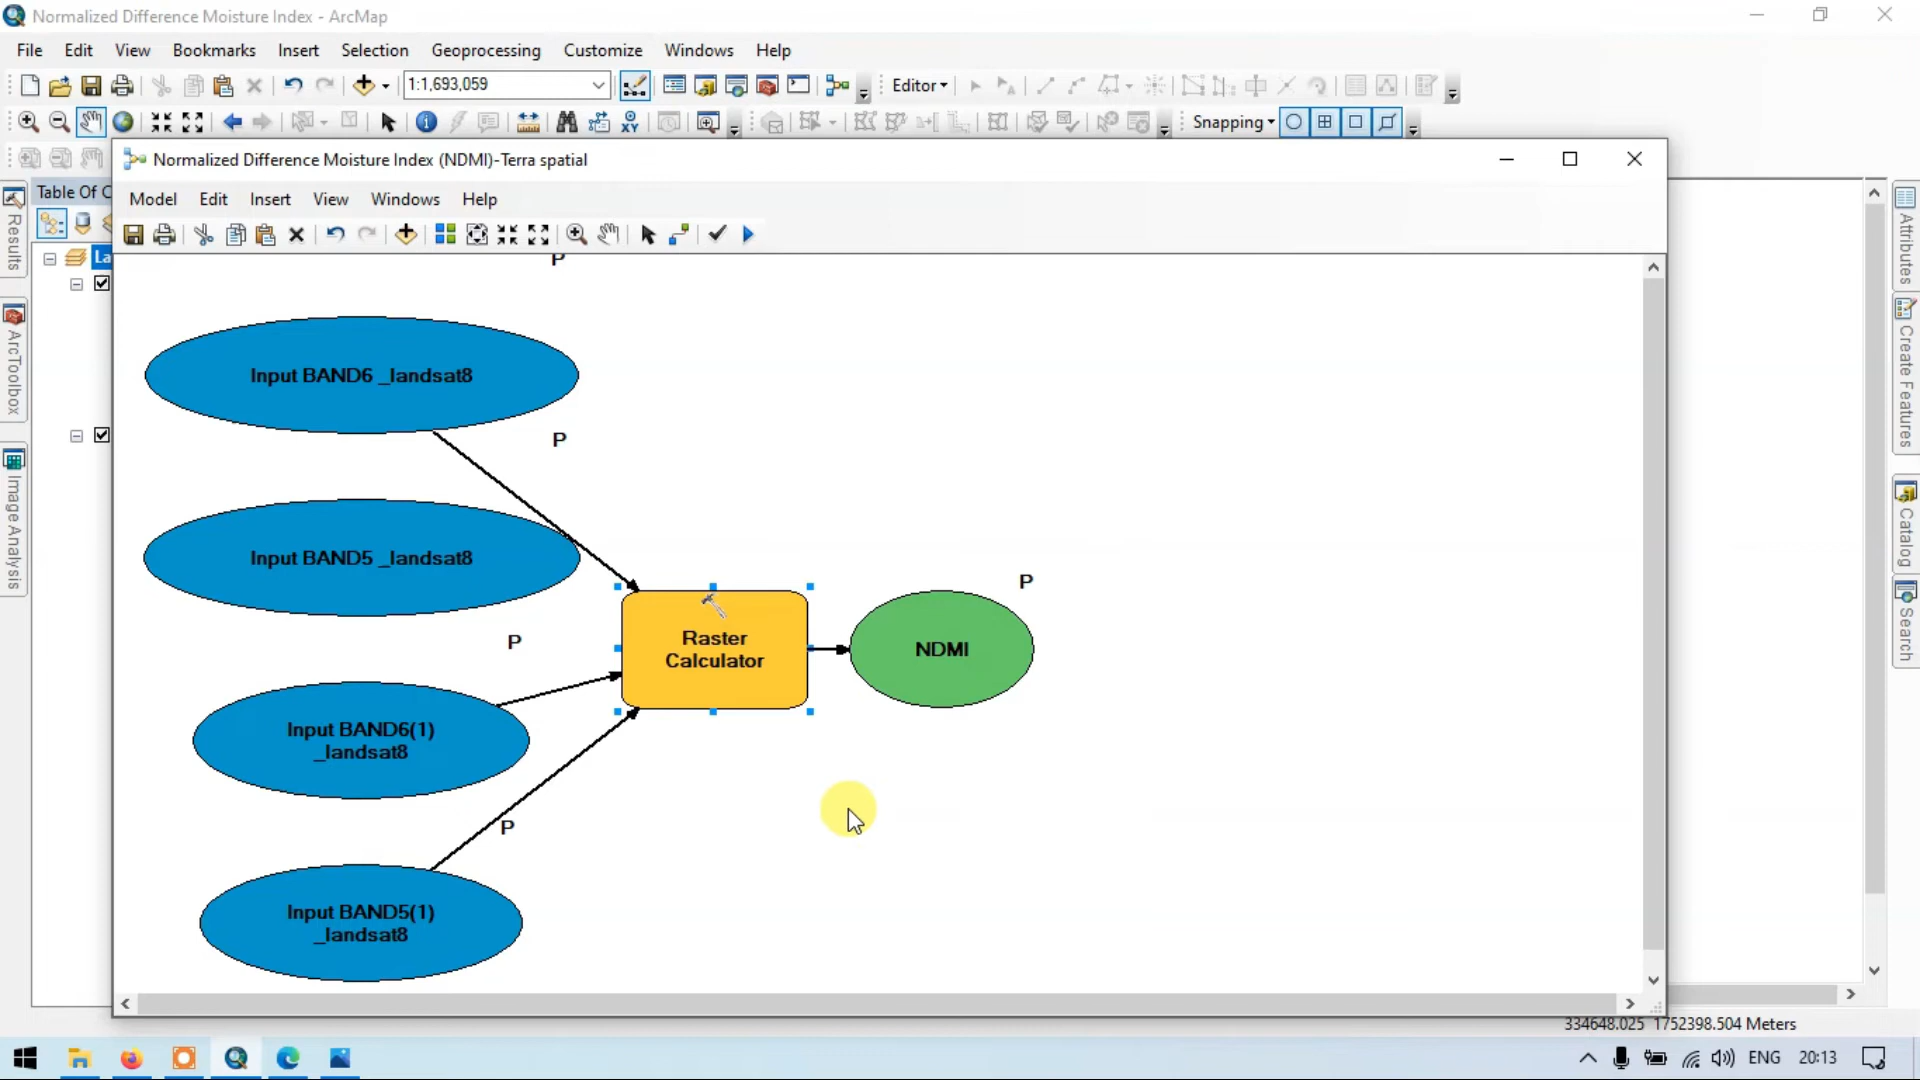 Normalized Difference Moisture Index - ArcMap
File Edit View Bookmarks Insert Selection Geoprocessing Customize Windows Help
1:1,693,059
Editor
Snapping
Normalized Difference Moisture Index (NDMI)-Terra spatial
Model Edit Insert View Windows Help
Table Of C
La
Results
ArcToolbox
Image Analysis
Attributes
Create Features
Catalog
Search
P
Input BAND6 _landsat8
P
Input BAND5 _landsat8
P
Raster
Calculator
P
NDMI
Input BAND6(1)
_landsat8
P
Input BAND5(1)
_landsat8
334648.025 1752398.504 Meters
ENG 20:13